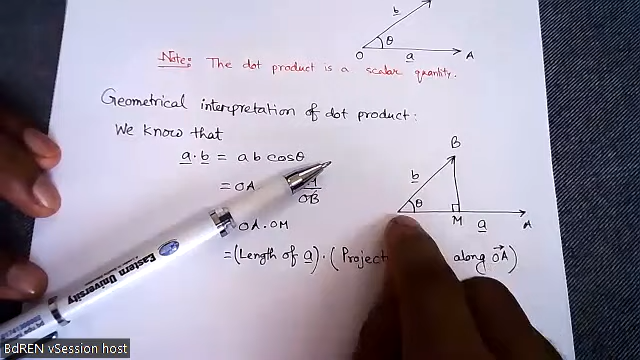 b
θ
O a A
Note: The dot product is a scalar quantity.
Geometrical interpretation of dot product:
We know that
B
a · b = a b cosθ
b
= OA
OB
θ
M a A
OA . OM
= (Length of a) · ( along OA)
Eastern University
BdREN vSession host